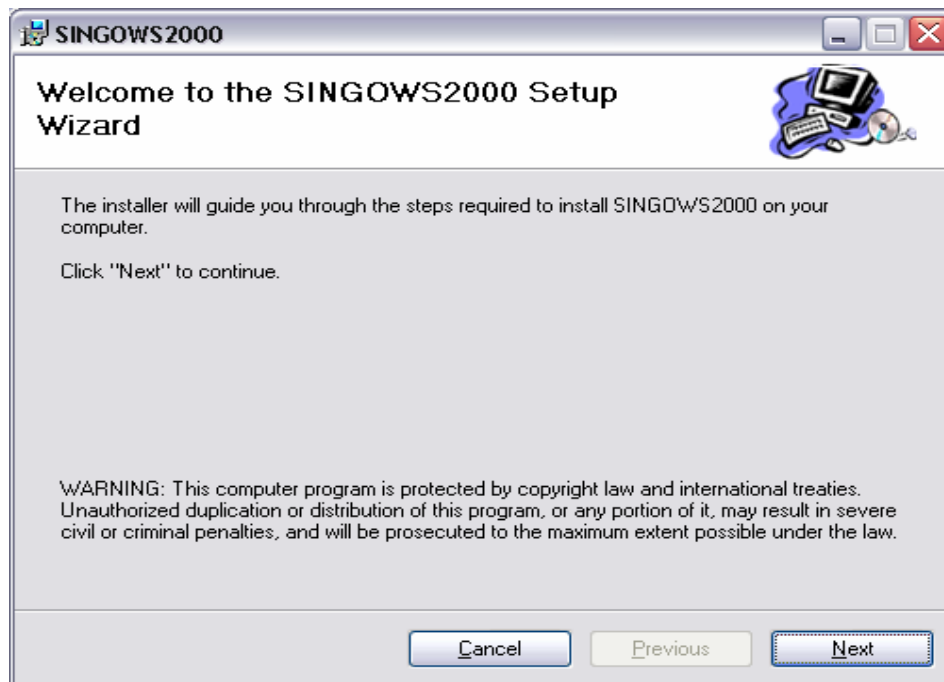 SINGOWS2000
Welcome to the SINGOWS2000 Setup
Wizard
The installer will guide you through the steps required to install SINGOWS2000 on your
computer.
Click "Next" to continue.
WARNING: This computer program is protected by copyright law and international treaties.
Unauthorized duplication or distribution of this program, or any portion of it, may result in severe
civil or criminal penalties, and will be prosecuted to the maximum extent possible under the law.
Cancel Previous Next